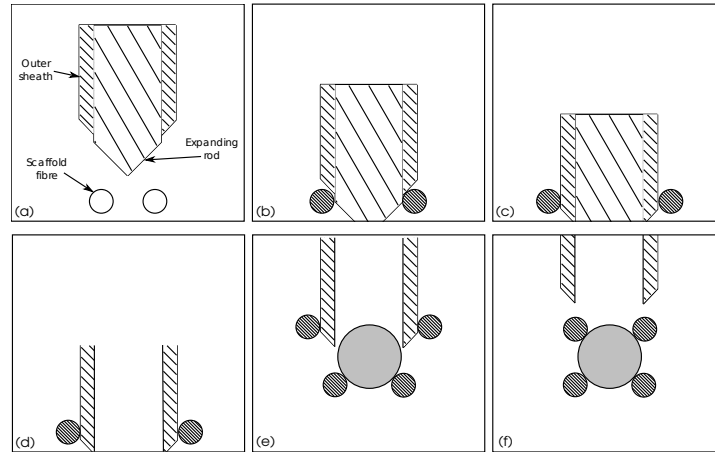 Outer
sheath
Expanding
rod
Scaffold
fibre
(a)
(b)
(c)
(d)
(e)
(f)